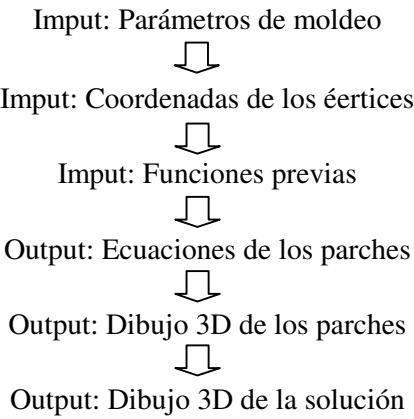 Imput: Parámetros de moldeo
Imput: Coordenadas de los éertices
Imput: Funciones previas
Output: Ecuaciones de los parches
Output: Dibujo 3D de los parches
Output: Dibujo 3D de la solución